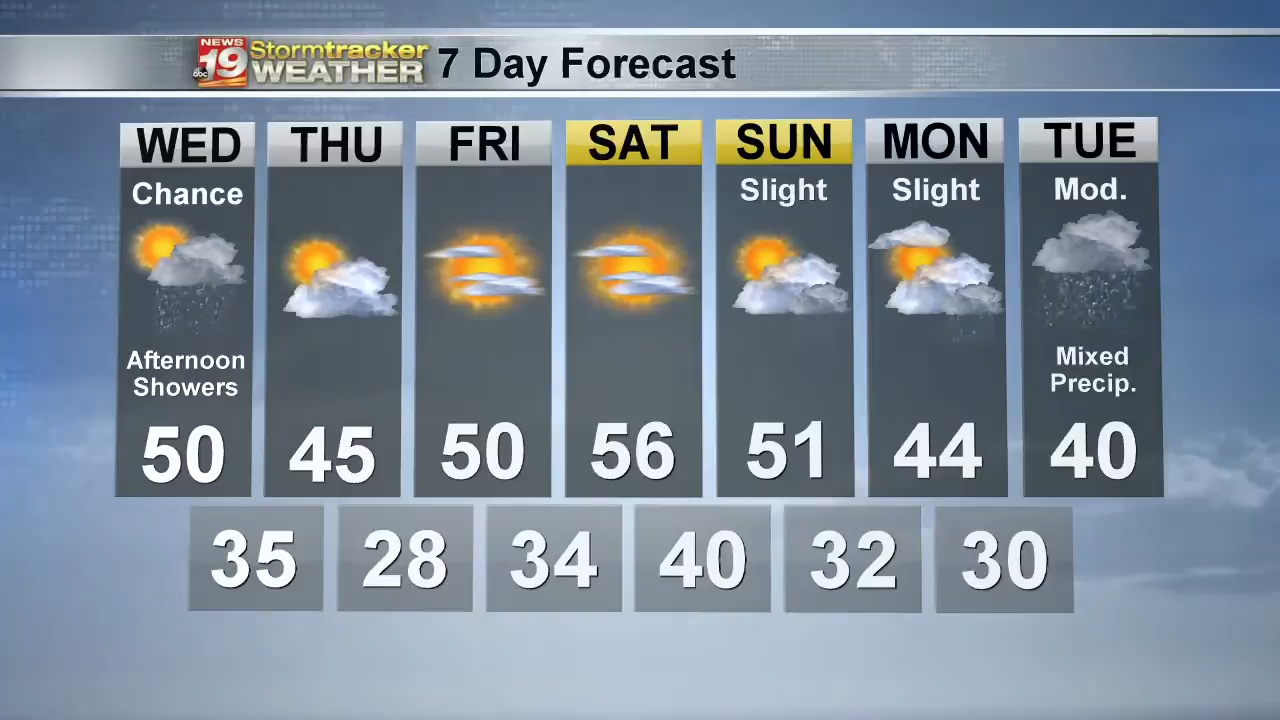 NEWS
abc 19
Stormtracker
WEATHER
7 Day Forecast
WED THU FRI SAT SUN MON TUE
Chance Slight Slight Mod.
Afternoon
Showers
Mixed
Precip.
50 45 50 56 51 44 40
35 28 34 40 32 30